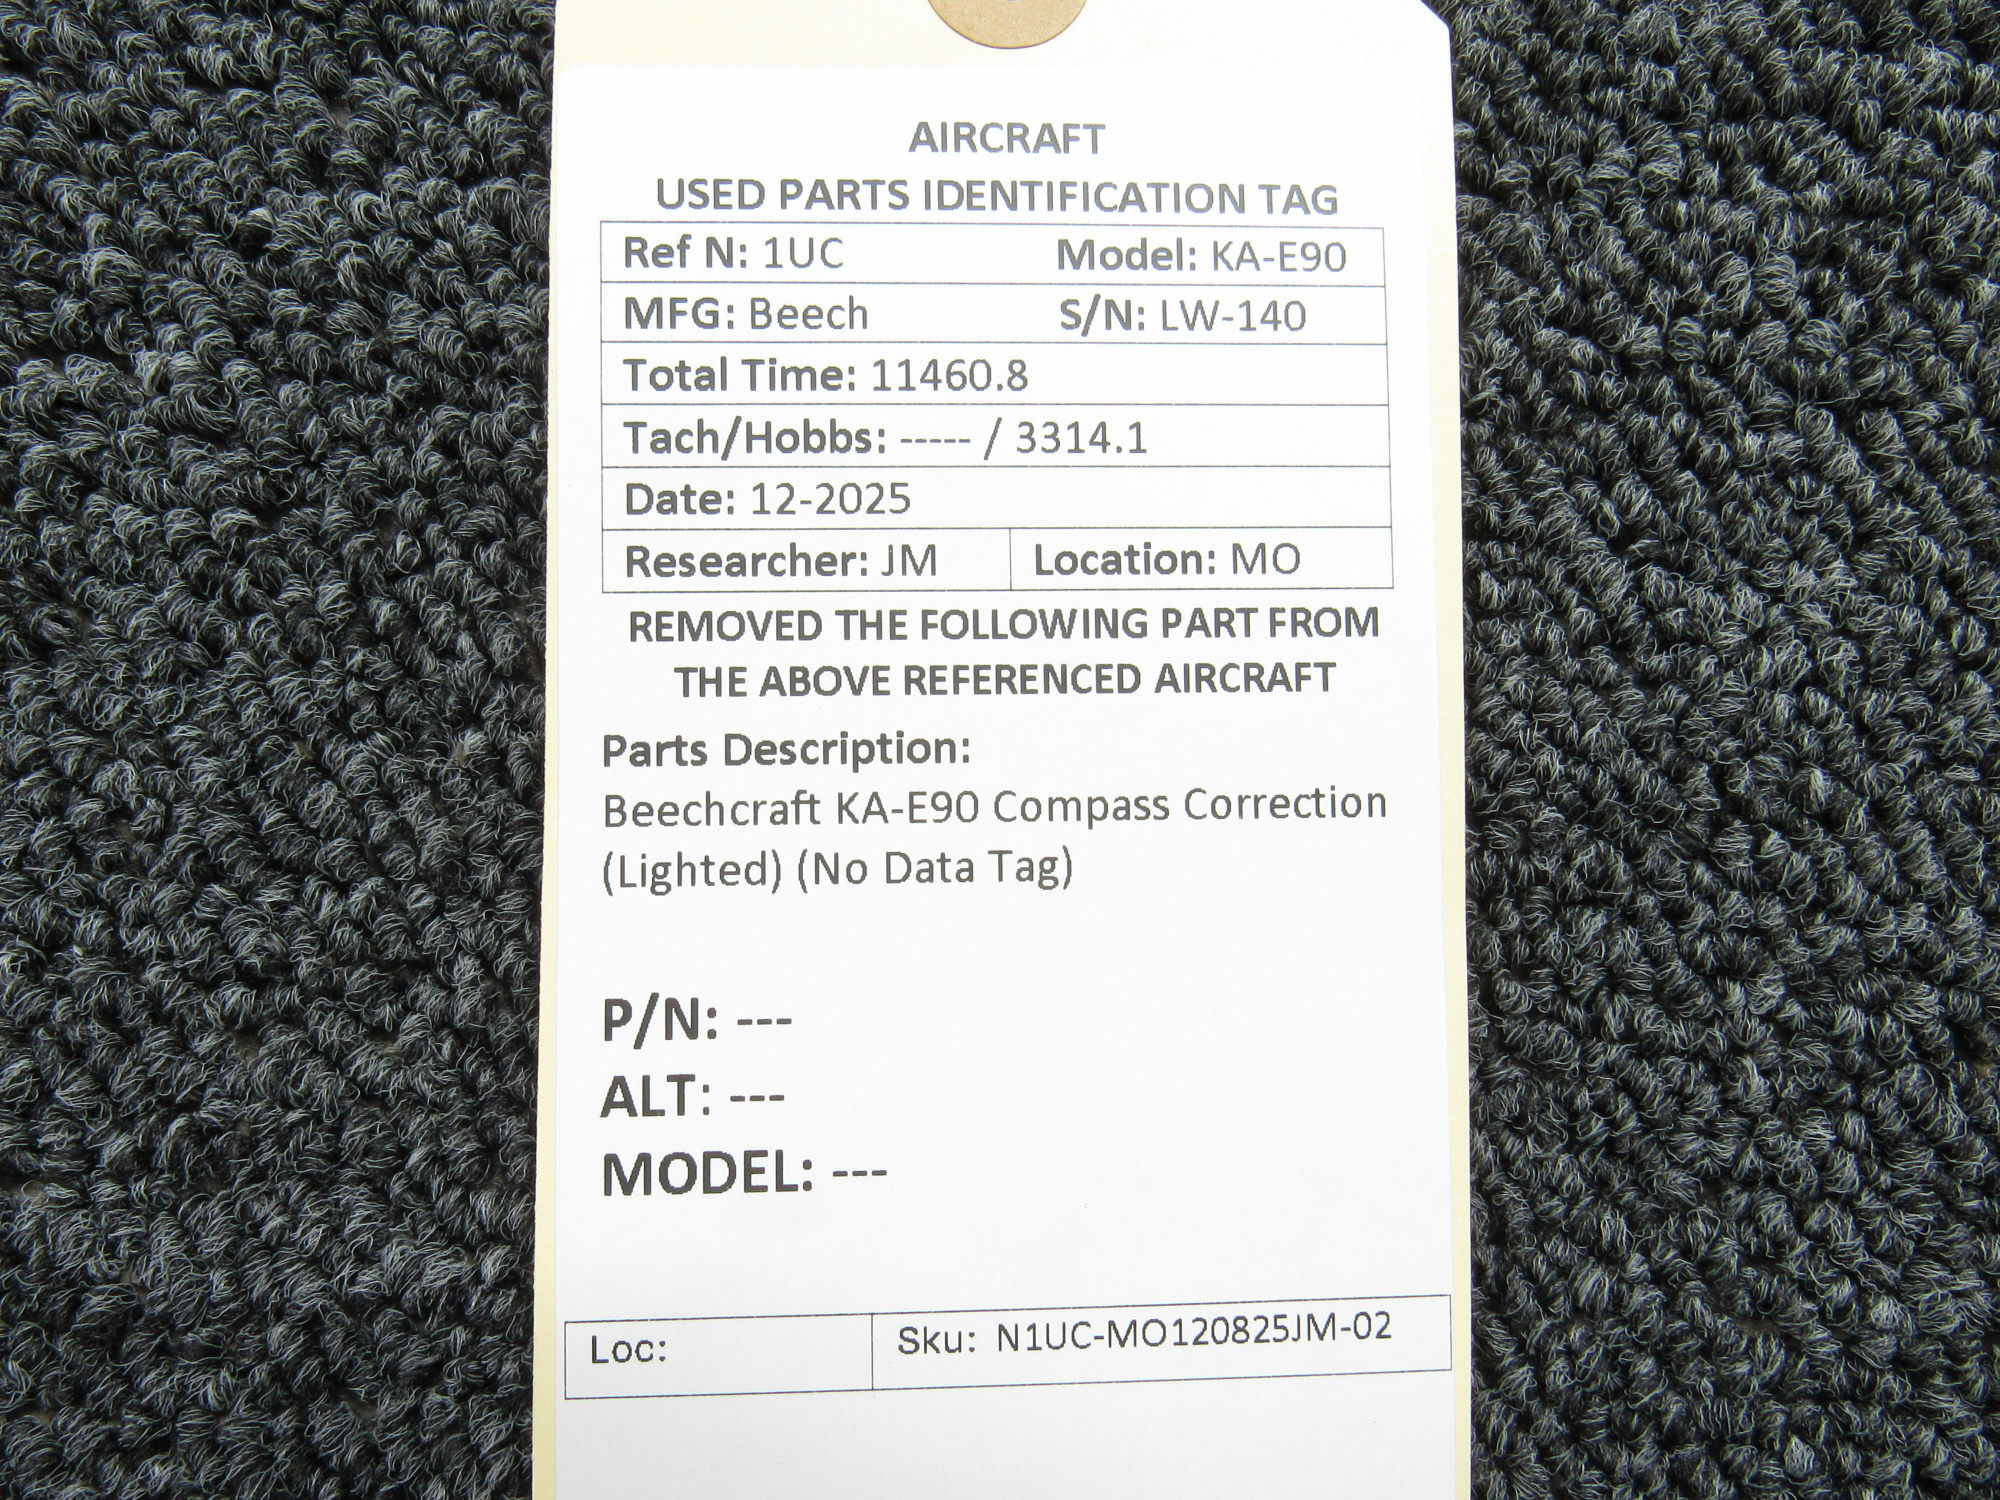 AIRCRAFT
USED PARTS IDENTIFICATION TAG
Ref N: 1UC Model: KA-E90
MFG: Beech S/N: LW-140
Total Time: 11460.8
Tach/Hobbs: ----- / 3314.1
Date: 12-2025
Researcher: JM Location: MO
REMOVED THE FOLLOWING PART FROM
THE ABOVE REFERENCED AIRCRAFT
Parts Description:
Beechcraft KA-E90 Compass Correction
(Lighted) (No Data Tag)
P/N: ---
ALT: ---
MODEL: ---
Loc: Sku: N1UC-MO120825JM-02